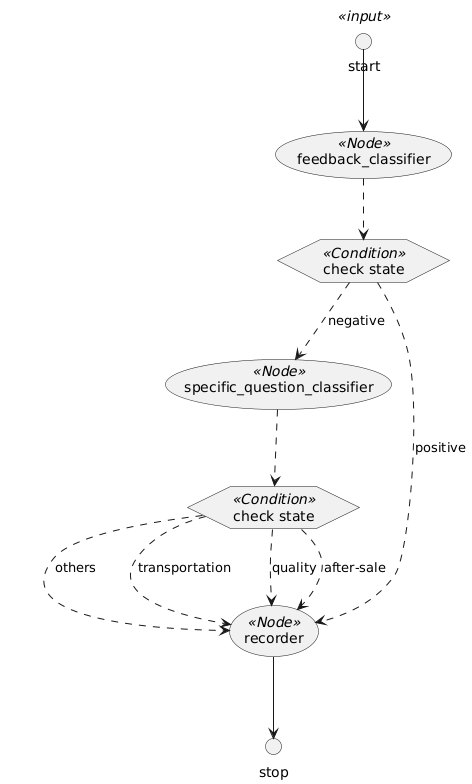 «input»
start
«Node»
feedback_classifier
«Condition»
check state
negative
«Node»
specific_question_classifier
positive
«Condition»
check state
others
transportation
quality
after-sale
«Node»
recorder
stop